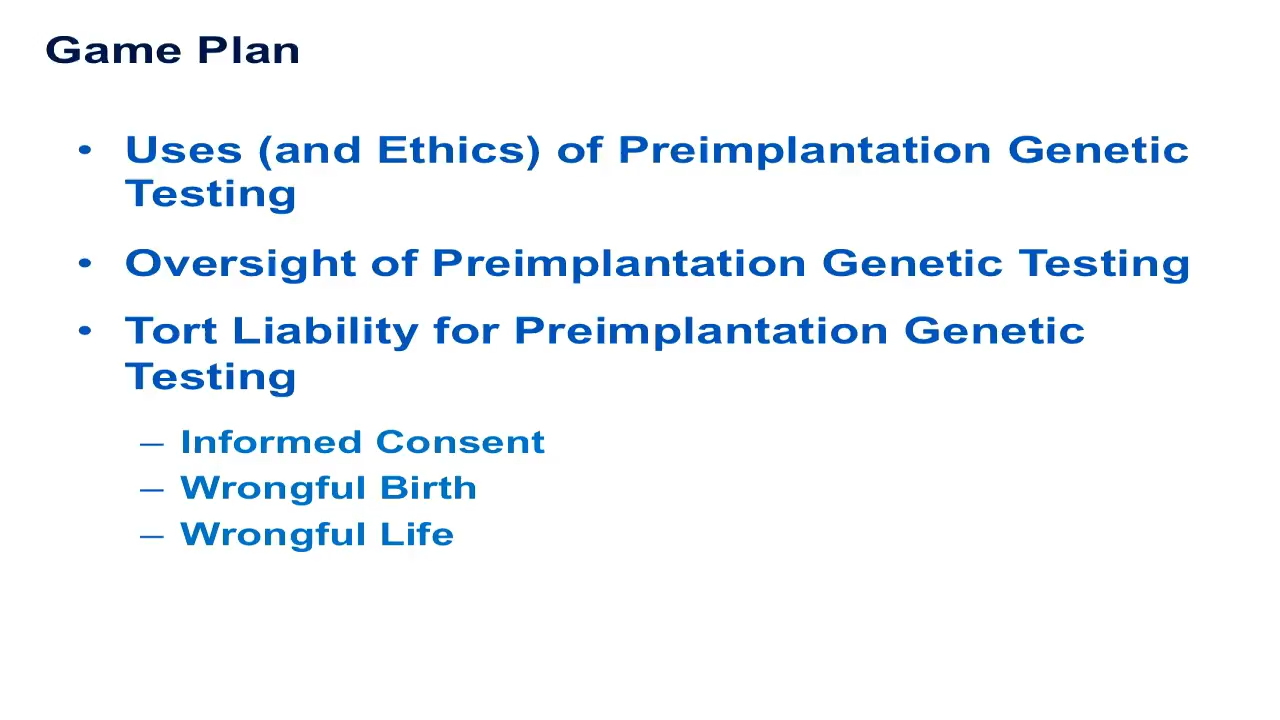 Game Plan
• Uses (and Ethics) of Preimplantation Genetic
Testing
• Oversight of Preimplantation Genetic Testing
• Tort Liability for Preimplantation Genetic
Testing
– Informed Consent
– Wrongful Birth
– Wrongful Life